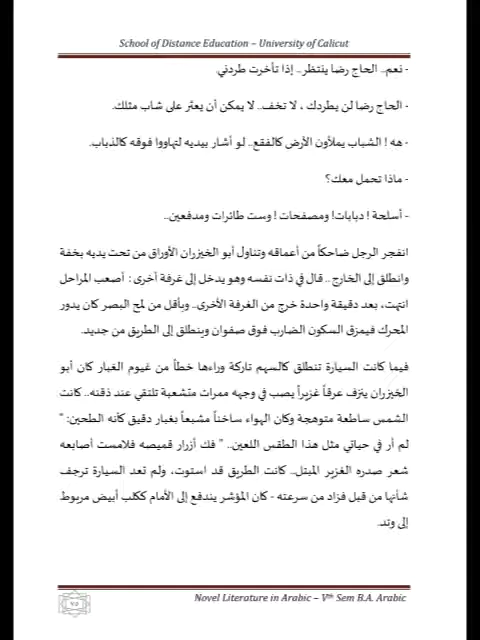 School of Distance Education – University of Calicut
- نعم.. الحاج رضا ينتظر.. إذا تأخرت طردني
- الحاج رضا لن يطردك ، لا تخف.. لا يمكن أن يعثر على شاب مثلك.
- هه ! الشباب يملأون الأرض كالفقع.. لو أشار بيديه لتهاووا فوقه كالذباب.
- ماذا تحمل معك؟
- أسلحة ! دبابات! ومصفحات ! وست طائرات ومدفعين..
انفجر الرجل ضاحكاً من أعماقه وتناول أبو الخيزران الأوراق من تحت يديه بخفة
وانطلق إلى الخارج .. قال في ذات نفسه وهو يدخل إلى غرفة أخرى : أصعب المراحل
انتهت، بعد دقيقة واحدة خرج من الغرفة الأخرى.. وبأقل من لمح البصر كان يدور
المحرك فيمزق السكون الضارب فوق صفوان وينطلق إلى الطريق من جديد.
فيما كانت السيارة تنطلق كالسهم تاركة وراءها خطاً من غيوم الغبار كان أبو
الخيزران ينزف عرقاً غزيراً يصب في وجهه ممرات متشعبة تلتقي عند ذقنه.. كانت
الشمس ساطعة متوهجة وكان الهواء ساخناً مشبعاً بغبار دقيق كأنه الطحين: "
لم أر في حياتي مثل هذا الطقس اللعين.. " فك أزرار قميصه فلامست أصابعه
شعر صدره الغزير المبتل.. كانت الطريق قد استوت، ولم تعد السيارة ترجف
شأنها من قبل فزاد من سرعته - كان المؤشر يندفع إلى الأمام ككلب أبيض مربوط
إلى وتد.
Novel Literature in Arabic – Vth Sem B.A. Arabic
٧٥